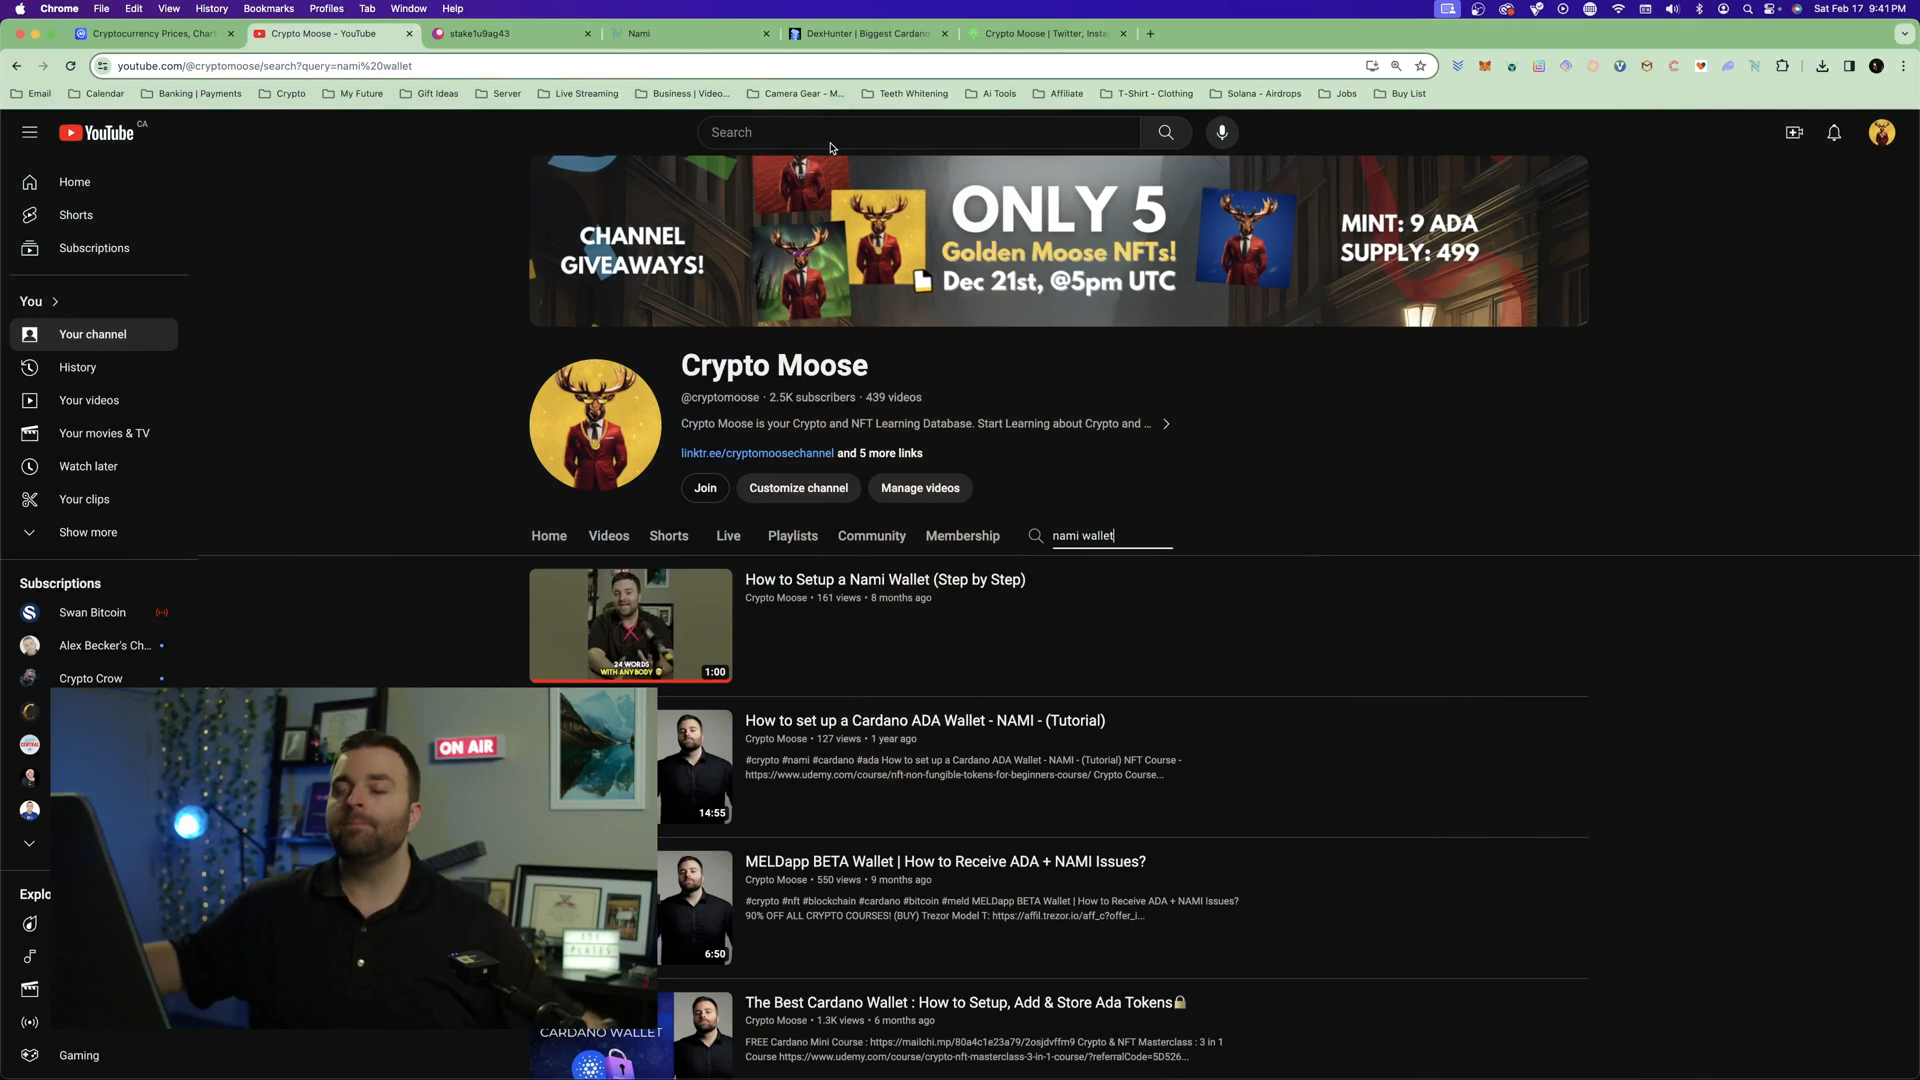 Chrome File Edit View History Bookmarks Profiles Tab Window Help Sat Feb 17 9:41 PM
Cryptocurrency Prices, Chart Crypto Moose - YouTube stake1u9ag43 Nami DexHunter | Biggest Cardano Crypto Moose | Twitter, Insta
youtube.com/@cryptomoose/search?query=nami%20wallet
Email Calendar Banking | Payments Crypto My Future Gift Ideas Server Live Streaming Business | Video... Camera Gear - M... Teeth Whitening Ai Tools Affiliate T-Shirt - Clothing Solana - Airdrops Jobs Buy List
YouTube CA
Search
Home
Shorts
Subscriptions
You
Your channel
History
Your videos
Your movies & TV
Watch later
Your clips
Show more
Subscriptions
Swan Bitcoin
Alex Becker's Ch...
Crypto Crow
Explo
Gaming
CHANNEL
GIVEAWAYS!
ONLY 5
Golden Moose NFTs!
Dec 21st, @5pm UTC
MINT: 9 ADA
SUPPLY: 499
Crypto Moose
@cryptomoose · 2.5K subscribers · 439 videos
Crypto Moose is your Crypto and NFT Learning Database. Start Learning about Crypto and ...
linktr.ee/cryptomoosechannel and 5 more links
Join Customize channel Manage videos
Home Videos Shorts Live Playlists Community Membership nami wallet
24 WORDS
WITH ANYBODY
1:00
How to Setup a Nami Wallet (Step by Step)
Crypto Moose • 161 views • 8 months ago
14:55
How to set up a Cardano ADA Wallet - NAMI - (Tutorial)
Crypto Moose • 127 views • 1 year ago
#crypto #nami #cardano #ada How to set up a Cardano ADA Wallet - NAMI - (Tutorial) NFT Course -
https://www.udemy.com/course/nft-non-fungible-tokens-for-beginners-course/ Crypto Course...
6:50
MELDapp BETA Wallet | How to Receive ADA + NAMI Issues?
Crypto Moose • 550 views • 9 months ago
#crypto #nft #blockchain #cardano #bitcoin #meld MELDapp BETA Wallet | How to Receive ADA + NAMI Issues?
90% OFF ALL CRYPTO COURSES! (BUY) Trezor Model T: https://affil.trezor.io/aff_c?offer_i...
CARDANO WALLET
The Best Cardano Wallet : How to Setup, Add & Store Ada Tokens
Crypto Moose • 1.3K views • 6 months ago
FREE Cardano Mini Course : https://mailchi.mp/80a4c1e23a79/2osjdvffm9 Crypto & NFT Masterclass : 3 in 1
Course https://www.udemy.com/course/crypto-nft-masterclass-3-in-1-course/?referralCode=5D526...
ON AIR
PLATES